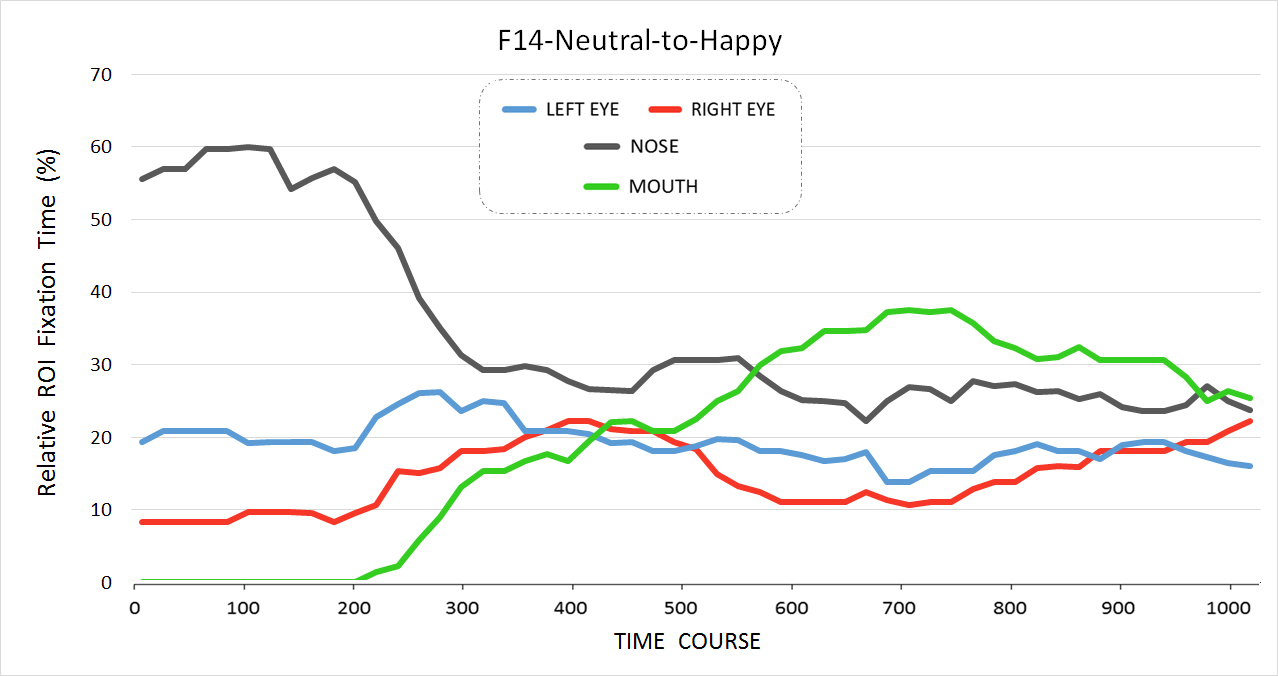 F14-Neutral-to-Happy
70
LEFT EYE RIGHT EYE
60
NOSE
MOUTH
50
40
30
20
10
0
Relative ROI Fixation Time (%)
0 100 200 300 400 500 600 700 800 900 1000
TIME COURSE